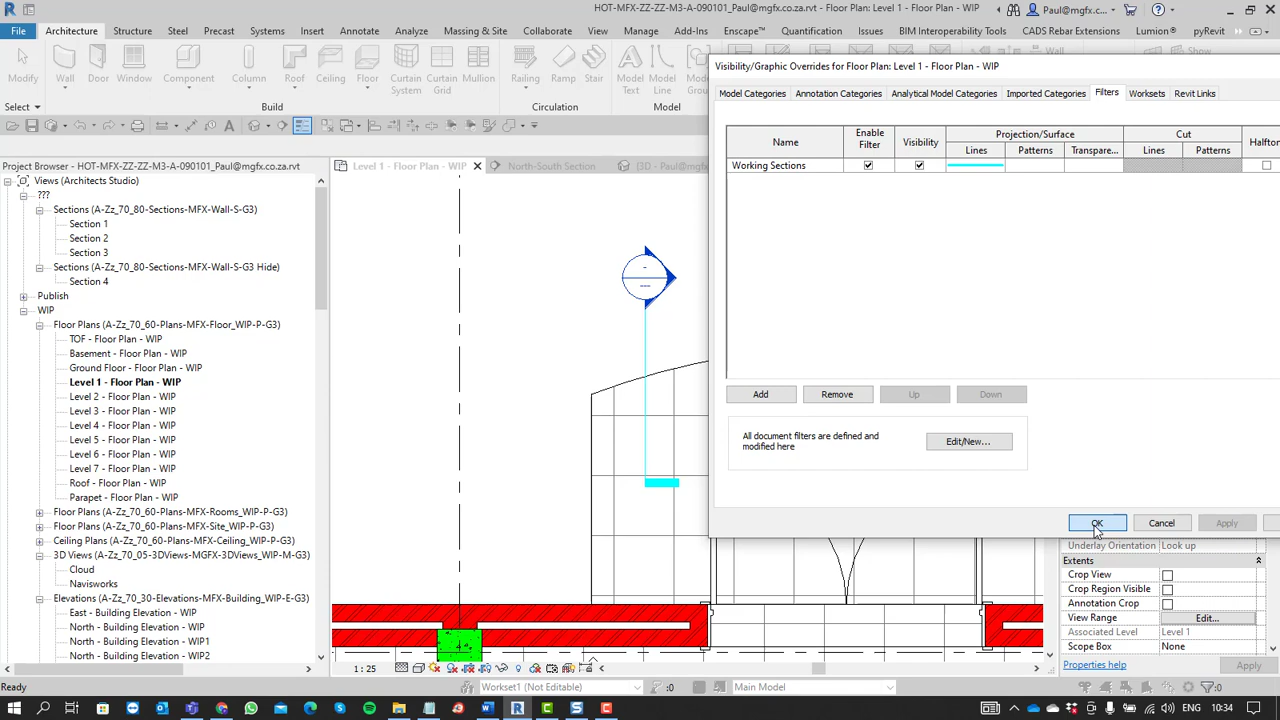 HOT-MFX-ZZ-ZZ-M3-A-090101_Paul@mgfx.co.za.rvt - Floor Plan: Level 1 - Floor Plan - WIP
Paul@mgfx.c...
File Architecture Structure Steel Precast Systems Insert Annotate Analyze Massing & Site Collaborate View Manage Add-Ins Enscape™ Quantification Issues BIM Interoperability Tools CADS Rebar Extensions Lumion® pyRevit
Modify Wall Door Window Component Column Roof Ceiling Floor Curtain System Curtain Grid Mullion Railing Ramp Stair Model Text Model Line Model
Wall Show
Select Build Circulation Model
Project Browser - HOT-MFX-ZZ-ZZ-M3-A-090101_Paul@mgfx.co.za.rvt
Level 1 - Floor Plan - WIP
North-South Section
{3D - Paul@mgfx
Views (Architects Studio)
???
Sections (A-Zz_70_80-Sections-MFX-Wall-S-G3)
Section 1
Section 2
Section 3
Sections (A-Zz_70_80-Sections-MFX-Wall-S-G3 Hide)
Section 4
Publish
WIP
Floor Plans (A-Zz_70_60-Plans-MFX-Floor_WIP-P-G3)
TOF - Floor Plan - WIP
Basement - Floor Plan - WIP
Ground Floor - Floor Plan - WIP
Level 1 - Floor Plan - WIP
Level 2 - Floor Plan - WIP
Level 3 - Floor Plan - WIP
Level 4 - Floor Plan - WIP
Level 5 - Floor Plan - WIP
Level 6 - Floor Plan - WIP
Level 7 - Floor Plan - WIP
Roof - Floor Plan - WIP
Parapet - Floor Plan - WIP
Floor Plans (A-Zz_70_60-Plans-MFX-Rooms_WIP-P-G3)
Floor Plans (A-Zz_70_60-Plans-MFX-Site_WIP-P-G3)
Ceiling Plans (A-Zz_70_60-Plans-MFX-Ceiling_WIP-P-G3)
3D Views (A-Zz_70_05-3DViews-MGFX-3DViews_WIP-M-G3)
Cloud
Navisworks
Elevations (A-Zz_70_30-Elevations-MFX-Building_WIP-E-G3)
East - Building Elevation - WIP
North - Building Elevation - WIP
North - Building Elevation - WIP1
North - Building Elevation - WIP2
Visibility/Graphic Overrides for Floor Plan: Level 1 - Floor Plan - WIP
Model Categories Annotation Categories Analytical Model Categories Imported Categories Filters Worksets Revit Links
Name Enable Filter Visibility Projection/Surface Cut Halfton
Lines Patterns Transpare... Lines Patterns
Working Sections
Add Remove Up Down
All document filters are defined and modified here
Edit/New...
OK Cancel Apply
Underlay Orientation Look up
Extents
Crop View
Crop Region Visible
Annotation Crop
View Range Edit...
Associated Level Level 1
Scope Box None
Properties help Apply
1 : 25
Ready
Workset1 (Not Editable)
:0
Main Model
:0
ENG 10:34